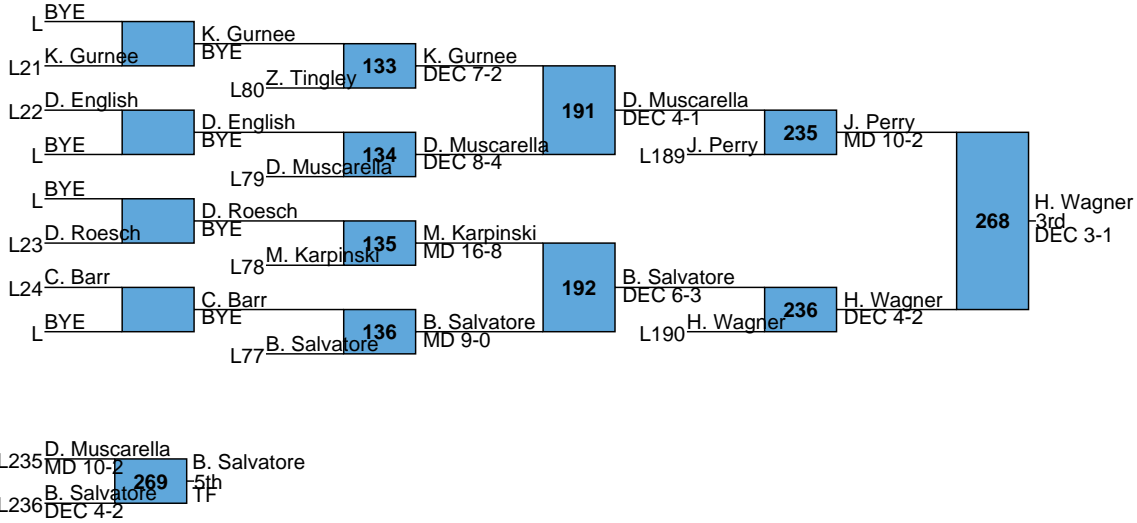 BYE
L
K. Gurnee
BYE
L21 K. Gurnee
133
K. Gurnee
DEC 7-2
L80 Z. Tingley
L22 D. English
191
D. Muscarella
DEC 4-1
D. English
BYE
235
J. Perry
MD 10-2
L BYE
134
D. Muscarella
DEC 8-4
L189 J. Perry
L79 D. Muscarella
L BYE
D. Roesch
BYE
268
H. Wagner
3rd
DEC 3-1
L23 D. Roesch
135
M. Karpinski
MD 16-8
L78 M. Karpinski
L24 C. Barr
192
B. Salvatore
DEC 6-3
C. Barr
BYE
236
H. Wagner
DEC 4-2
L BYE
136
B. Salvatore
MD 9-0
L190 H. Wagner
L77 B. Salvatore
L235 D. Muscarella
MD 10-2
269
B. Salvatore
5th
TF
L236 B. Salvatore
DEC 4-2